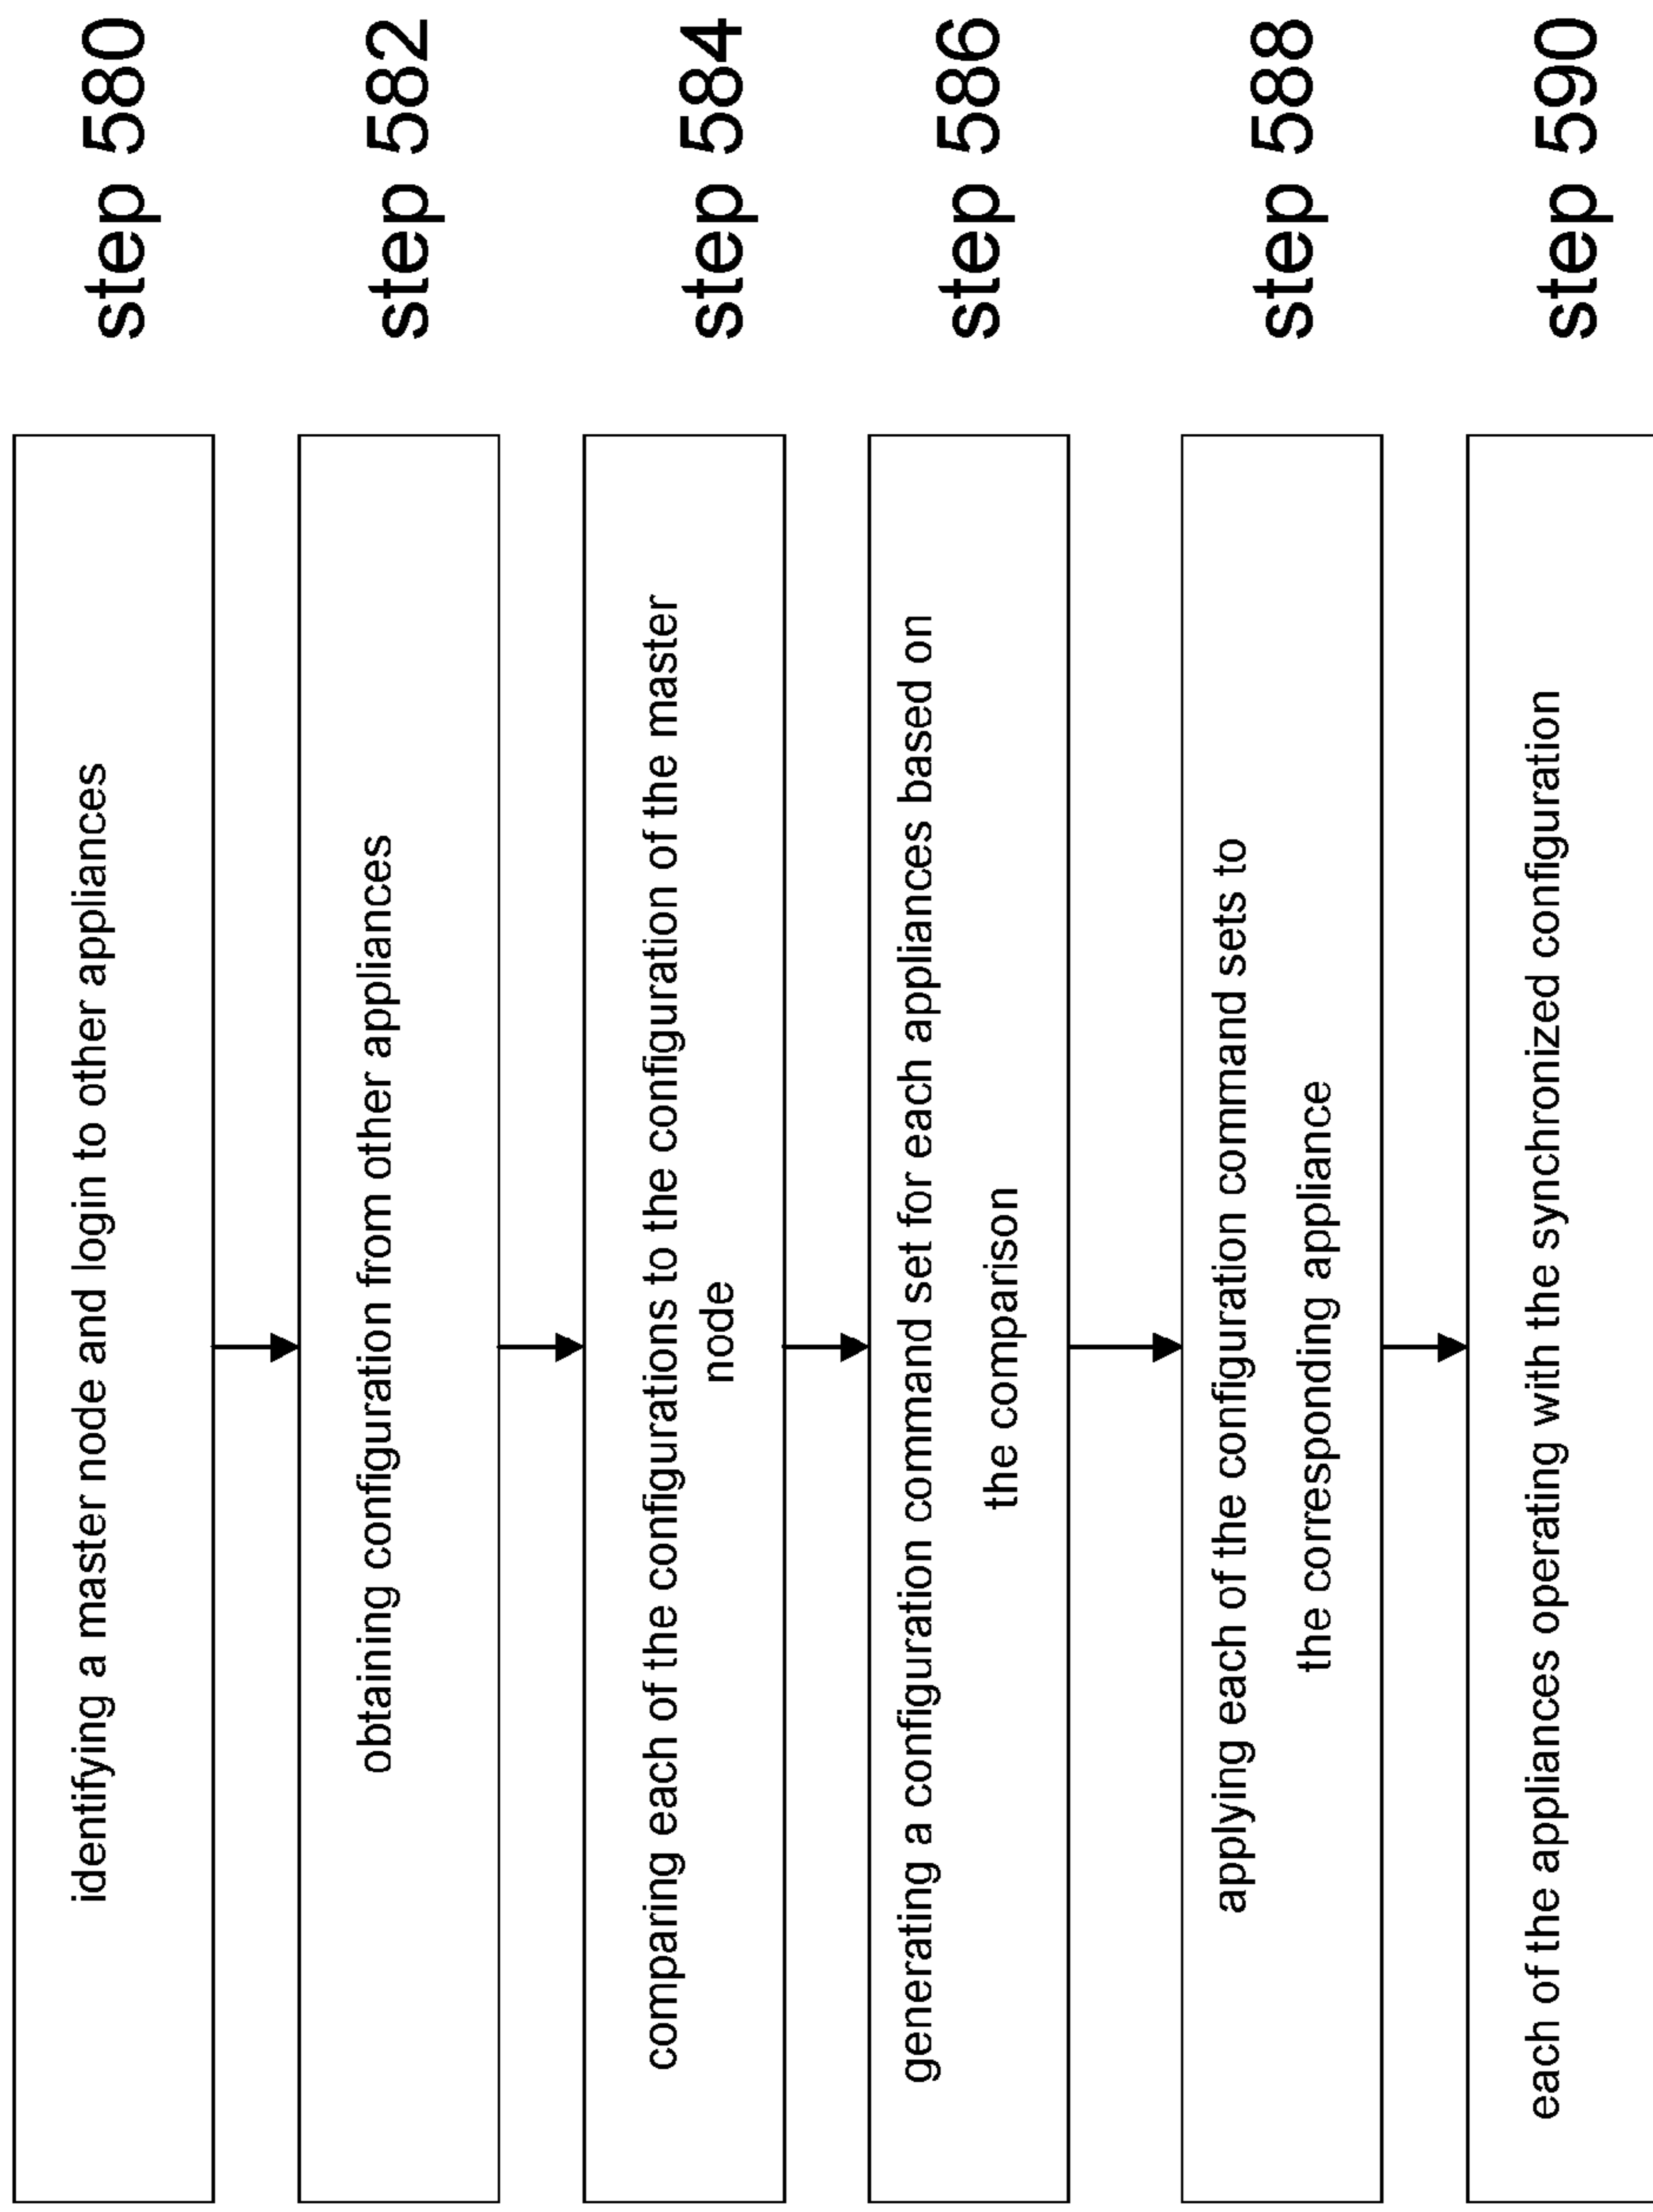 identifying a master node and login to other appliances
step 580
obtaining configuration from other appliances
step 582
comparing each of the configurations to the configuration of the master
node
step 584
generating a configuration command set for each appliances based on
the comparison
step 586
applying each of the configuration command sets to
the corresponding appliance
step 588
each of the appliances operating with the synchronized configuration
step 590